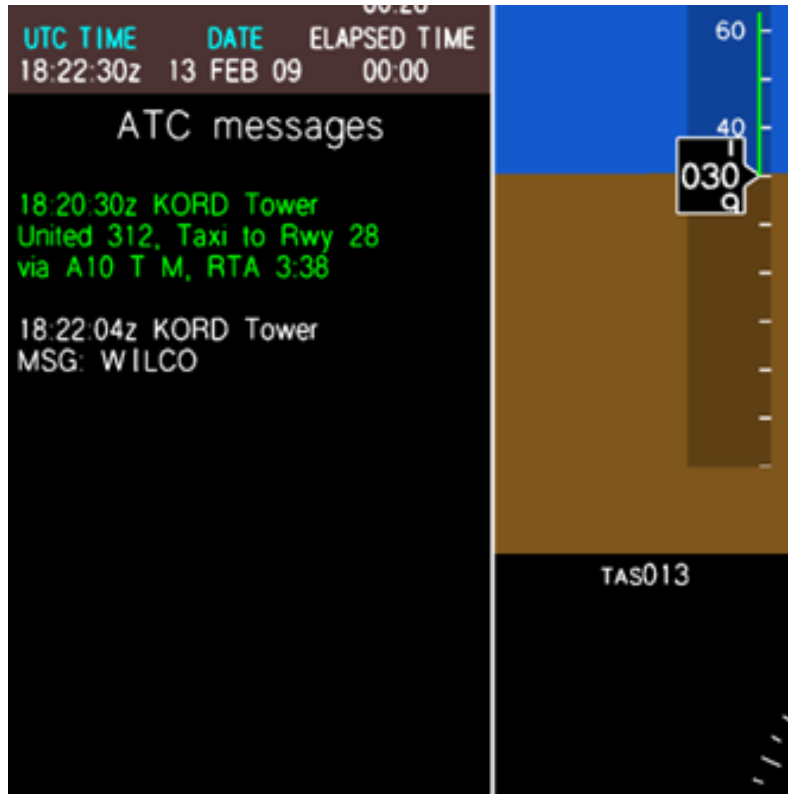 UTC TIME DATE ELAPSED TIME
18:22:30z 13 FEB 09 00:00
ATC messages
18:20:30z KORD Tower
United 312, Taxi to Rwy 28
via A10 T M, RTA 3:38
18:22:04z KORD Tower
MSG: WILCO
60
40
030
TAS013